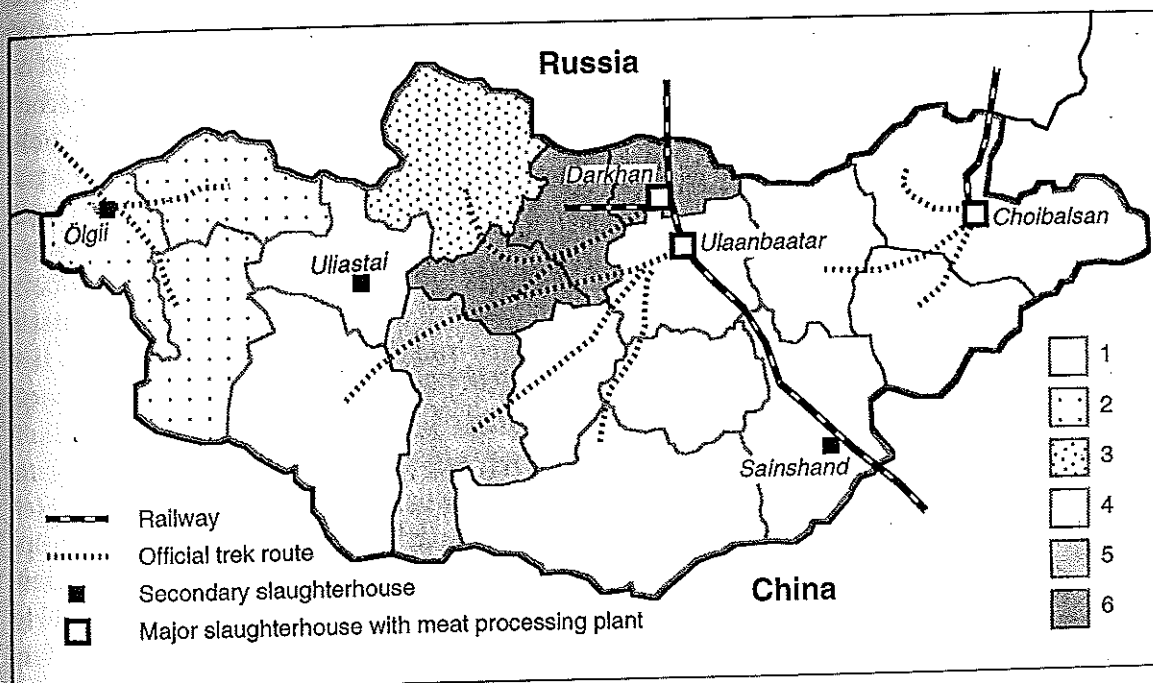 Russia
Darkhan
Choibalsan
Ölgii
Ulaanbaatar
Uliastai
1
2
3
Sainshand
4
Railway
Official trek route
5
Secondary slaughterhouse
China
6
Major slaughterhouse with meat processing plant